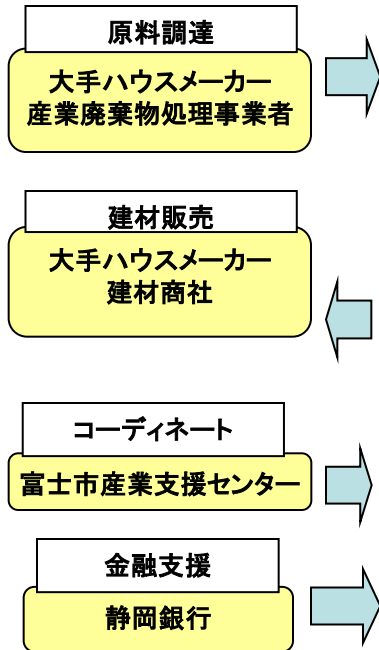 原料調達
大手ハウスメーカー
産業廃棄物処理事業者
建材販売
大手ハウスメーカー
建材商社
コーディネート
富士市産業支援センター
金融支援
静岡銀行